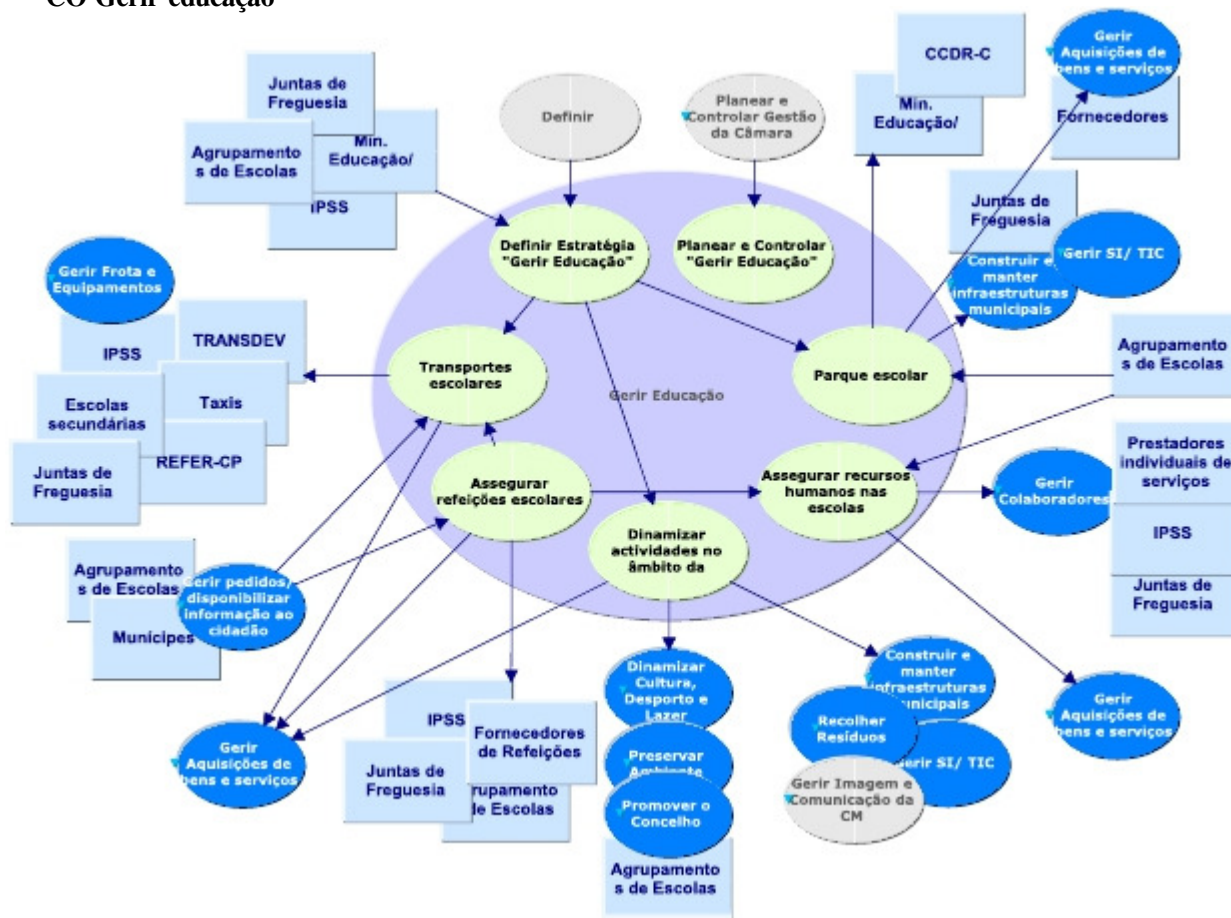 CO Gerir educação
Gerir
Aquisições de
bens e serviços
CCDR-C
Juntas de
Freguesia
Definir
Planear e
Controlar Gestão
da Câmara
Min.
Educação/
Fornecedores
Min.
Educação/
Agrupamento
s de Escolas
IPSS
Juntas de
Freguesia
Definir Estratégia
"Gerir Educação"
Planear e Controlar
"Gerir Educação"
Gerir SI/ TIC
Gerir Frota e
Equipamentos
Construir e
manter
infraestruturas
municipais
IPSS
TRANSDEV
Agrupamento
s de Escolas
Transportes
escolares
Parque escolar
Gerir Educação
Escolas
secundárias
Taxis
Prestadores
individuais de
serviços
REFER-CP
Juntas de
Freguesia
Assegurar
refeições escolares
Assegurar recursos
humanos nas
escolas
Gerir
Colaboradores
Dinamizar
actividades no
âmbito da
IPSS
Agrupamento
s de Escolas
Gerir pedidos/
disponibilizar
informação ao
cidadão
Juntas de
Freguesia
Munícipes
Dinamizar
Cultura,
Desporto e
Lazer
Construir e
manter
infraestruturas
municipais
IPSS
Fornecedores
de Refeições
Recolher
Resíduos
Gerir
Aquisições de
bens e serviços
Gerir
Aquisições de
bens e serviços
Preservar
Ambiente
Gerir SI/ TIC
Juntas de
Freguesia
Agrupamento
de Escolas
Promover o
Concelho
Gerir Imagem e
Comunicação da
CM
Agrupamento
s de Escolas